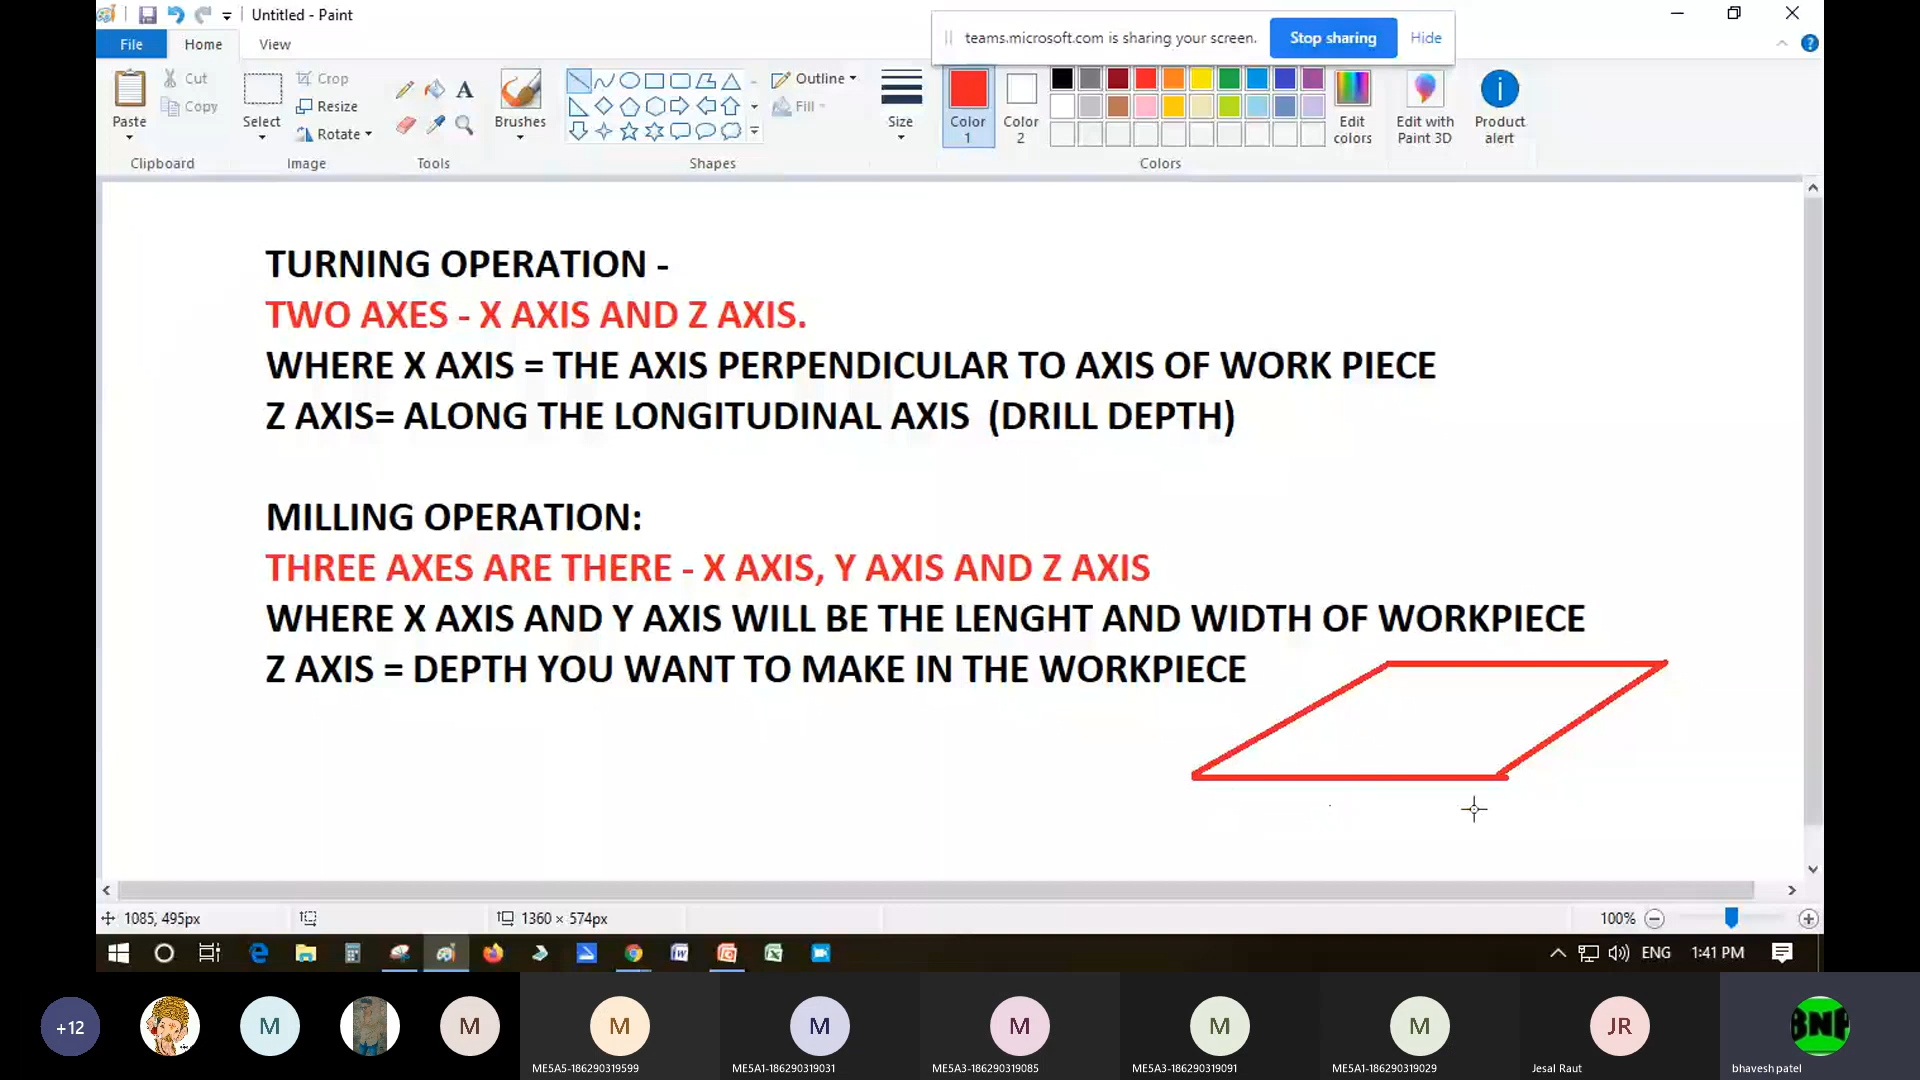 Untitled - Paint
teams.microsoft.com is sharing your screen. Stop sharing Hide
File Home View
Paste Cut Copy Clipboard
Select Crop Resize Rotate Image
A Tools
Brushes
Outline Fill Shapes
Size
Color 1 Color 2 Edit colors Colors
Edit with Paint 3D
Product alert
TURNING OPERATION -
TWO AXES - X AXIS AND Z AXIS.
WHERE X AXIS = THE AXIS PERPENDICULAR TO AXIS OF WORK PIECE
Z AXIS= ALONG THE LONGITUDINAL AXIS (DRILL DEPTH)
MILLING OPERATION:
THREE AXES ARE THERE - X AXIS, Y AXIS AND Z AXIS
WHERE X AXIS AND Y AXIS WILL BE THE LENGHT AND WIDTH OF WORKPIECE
Z AXIS = DEPTH YOU WANT TO MAKE IN THE WORKPIECE
1085, 495px 1360 × 574px 100%
ENG 1:41 PM
+12 M M M M M M M JR BNP
ME5A5-186290319599 ME5A1-186290319031 ME5A3-186290319085 ME5A3-186290319091 ME5A1-186290319029 Jesal Raut bhavesh patel